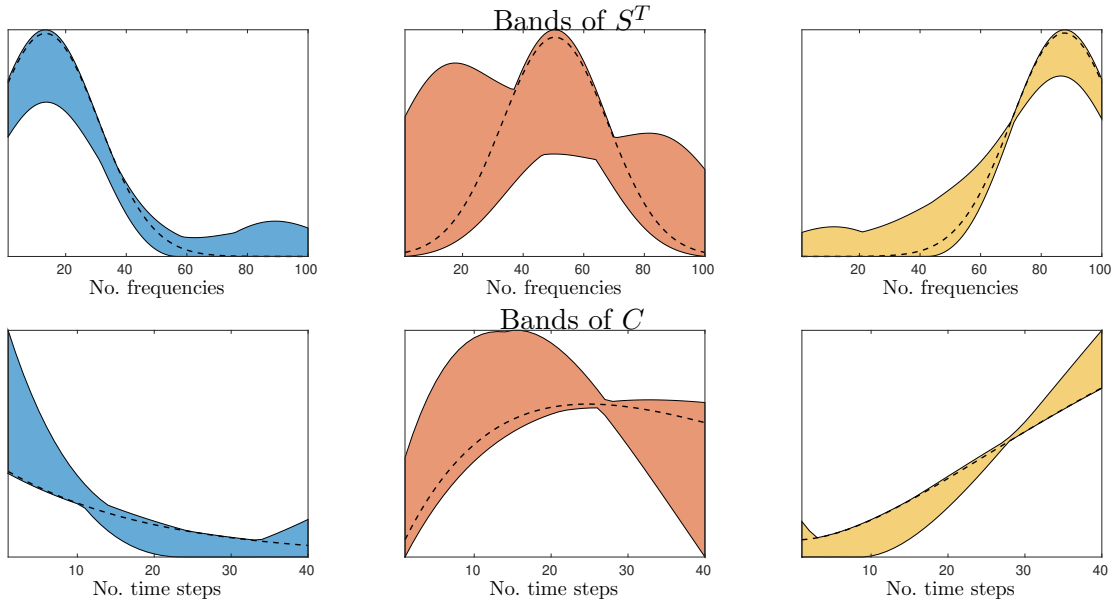 Bands of S^T
20 40 60 80 100
No. frequencies
20 40 60 80 100
No. frequencies
20 40 60 80 100
No. frequencies
Bands of C
10 20 30 40
No. time steps
10 20 30 40
No. time steps
10 20 30 40
No. time steps